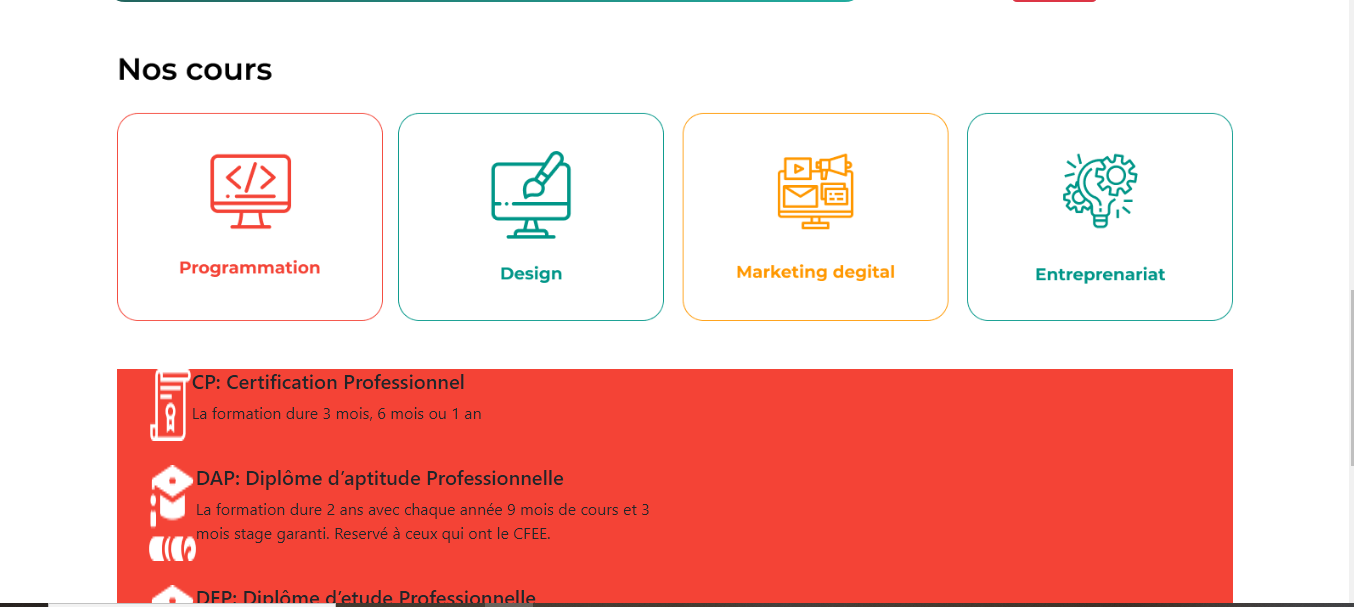 Nos cours
Programmation
Design
Marketing degital
Entreprenariat
CP: Certification Professionnel
La formation dure 3 mois, 6 mois ou 1 an
DAP: Diplôme d’aptitude Professionnelle
La formation dure 2 ans avec chaque année 9 mois de cours et 3
mois stage garanti. Reservé à ceux qui ont le CFEE.
DEP: Diplôme d’etude Professionnelle